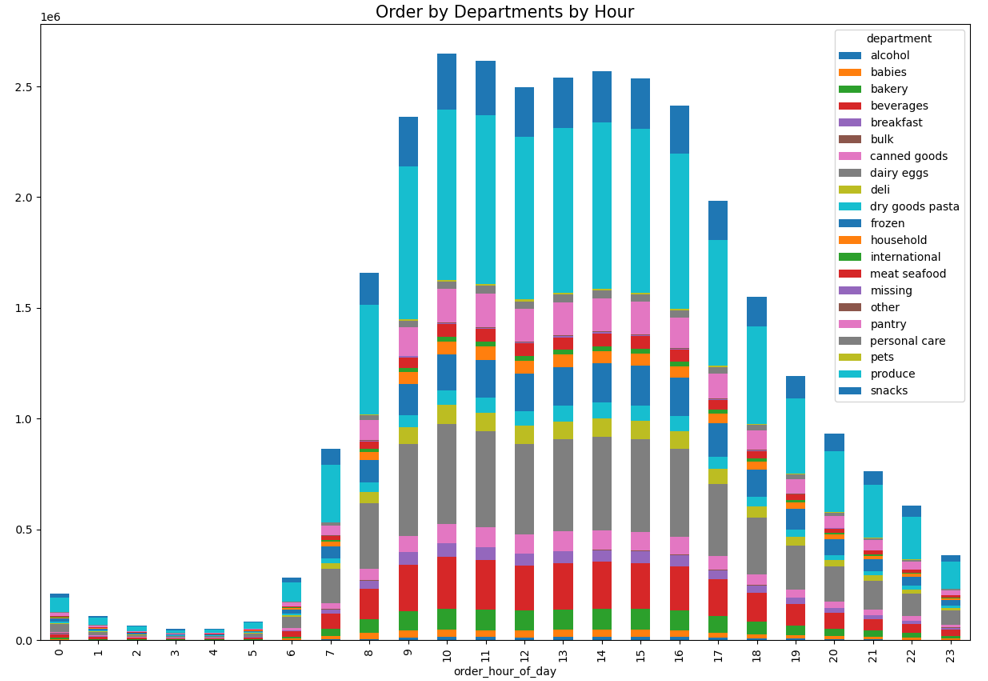 Order by Departments by Hour
1e6
2.5
2.0
1.5
1.0
0.5
0.0
department
alcohol
babies
bakery
beverages
breakfast
bulk
canned goods
dairy eggs
deli
dry goods pasta
frozen
household
international
meat seafood
missing
other
pantry
personal care
pets
produce
snacks
0 1 2 3 4 5 6 7 8 9 10 11 12 13 14 15 16 17 18 19 20 21 22 23
order_hour_of_day